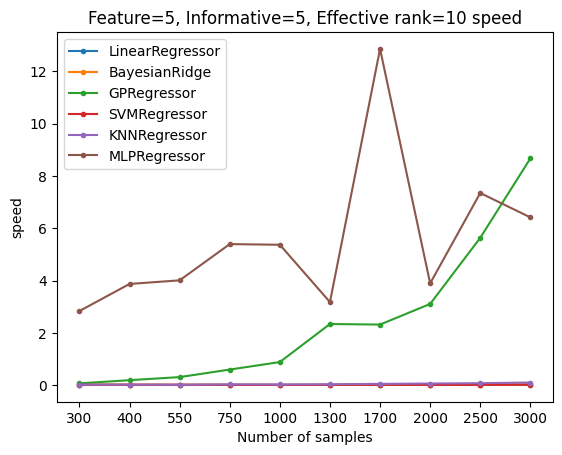 Feature=5, Informative=5, Effective rank=10 speed
LinearRegressor
BayesianRidge
GPRegressor
SVMRegressor
KNNRegressor
MLPRegressor
12
10
8
6
4
2
0
speed
300 400 550 750 1000 1300 1700 2000 2500 3000
Number of samples